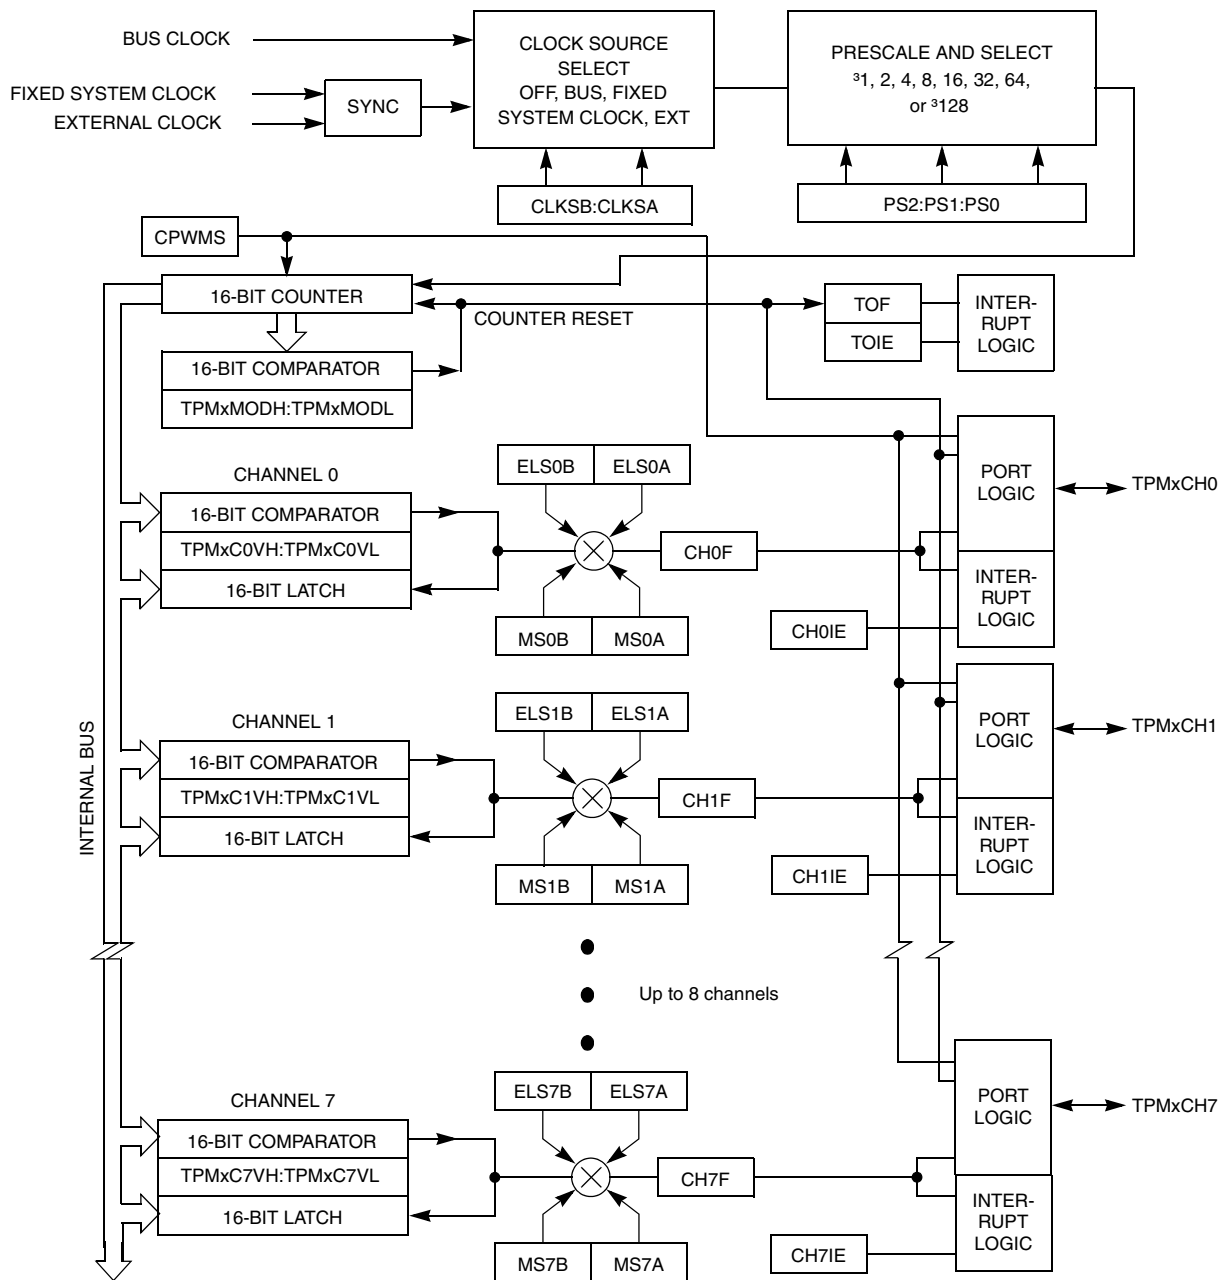 BUS CLOCK
FIXED SYSTEM CLOCK
EXTERNAL CLOCK
SYNC
CLOCK SOURCE
SELECT
OFF, BUS, FIXED
SYSTEM CLOCK, EXT
PRESCALE AND SELECT
³1, 2, 4, 8, 16, 32, 64,
or ³128
CLKSB:CLKSA
PS2:PS1:PS0
CPWMS
16-BIT COUNTER
COUNTER RESET
TOF
TOIE
INTER-
RUPT
LOGIC
16-BIT COMPARATOR
TPMxMODH:TPMxMODL
CHANNEL 0
16-BIT COMPARATOR
TPMxC0VH:TPMxC0VL
16-BIT LATCH
ELS0B
ELS0A
MS0B
MS0A
CH0F
CH0IE
PORT
LOGIC
INTER-
RUPT
LOGIC
TPMxCH0
INTERNAL BUS
CHANNEL 1
16-BIT COMPARATOR
TPMxC1VH:TPMxC1VL
16-BIT LATCH
ELS1B
ELS1A
MS1B
MS1A
CH1F
CH1IE
PORT
LOGIC
INTER-
RUPT
LOGIC
TPMxCH1
Up to 8 channels
CHANNEL 7
16-BIT COMPARATOR
TPMxC7VH:TPMxC7VL
16-BIT LATCH
ELS7B
ELS7A
MS7B
MS7A
CH7F
CH7IE
PORT
LOGIC
INTER-
RUPT
LOGIC
TPMxCH7